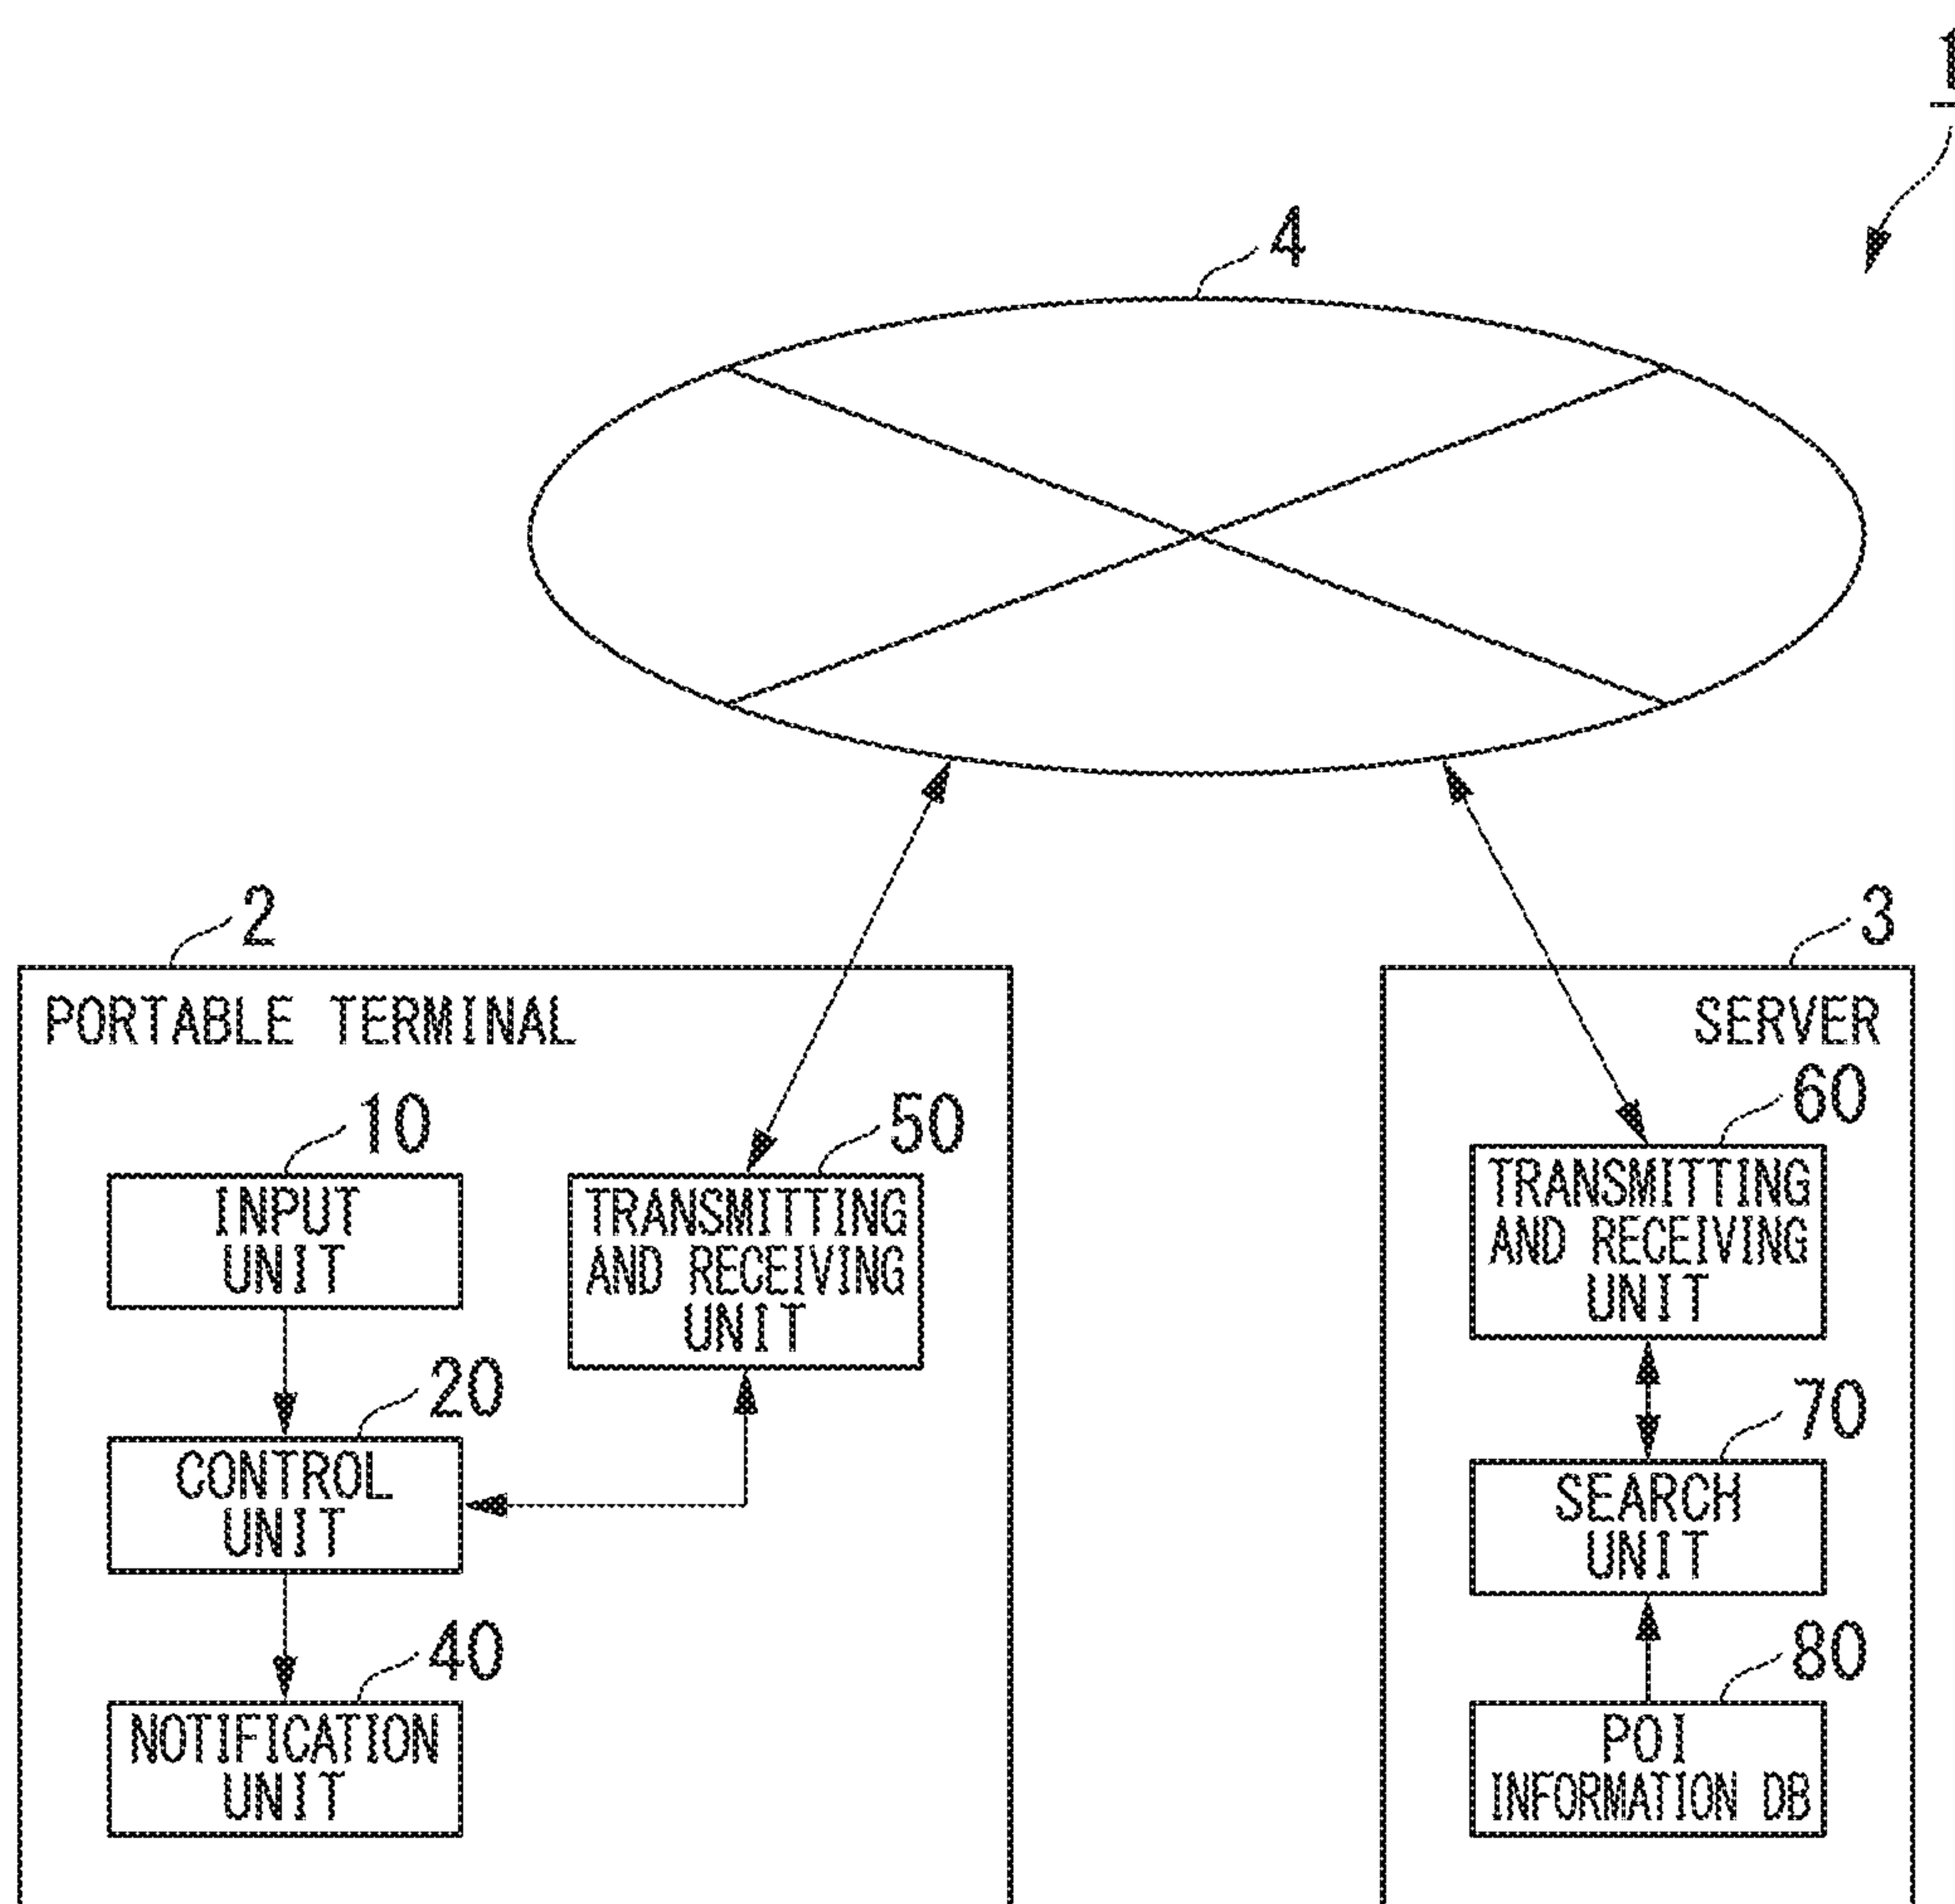 1
4
2
3
PORTABLE TERMINAL
SERVER
10
50
60
INPUT
UNIT
TRANSMITTING
AND RECEIVING
UNIT
TRANSMITTING
AND RECEIVING
UNIT
20
70
CONTROL
UNIT
SEARCH
UNIT
40
80
NOTIFICATION
UNIT
POI
INFORMATION DB